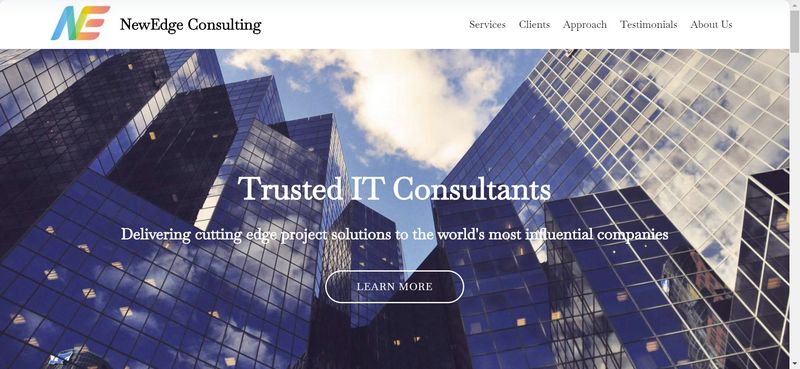 NE NewEdge Consulting
Services Clients Approach Testimonials About Us
Trusted IT Consultants
Delivering cutting edge project solutions to the world's most influential companies
LEARN MORE